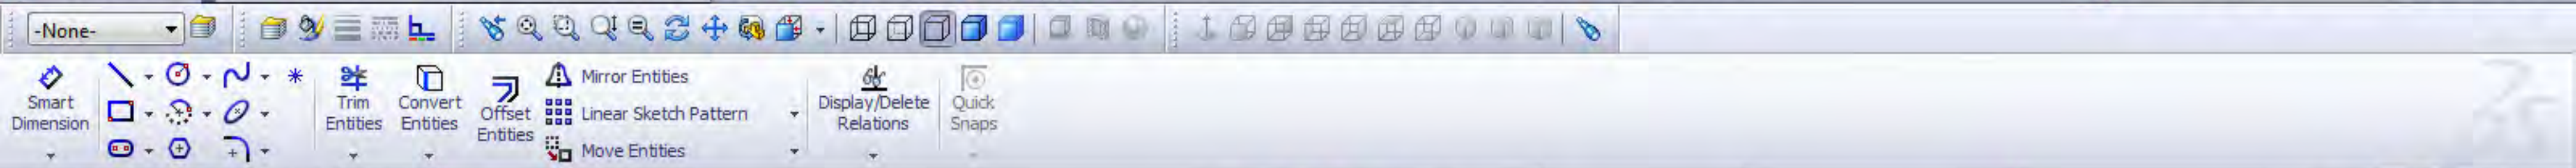 -None-
Smart
Dimension
Trim
Entities
Convert
Entities
Offset
Entities
Mirror Entities
Linear Sketch Pattern
Move Entities
Display/Delete
Relations
Quick
Snaps